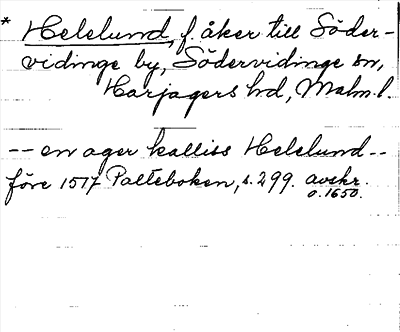 * Helelund, f. åker till Söder-
vidinge by, Södervidinge sn,
Harjagers hd, Malm. l.
-- en ager kalliss Helelund --
före 1517 Palteboken, s. 299. avskr.
o. 1650.